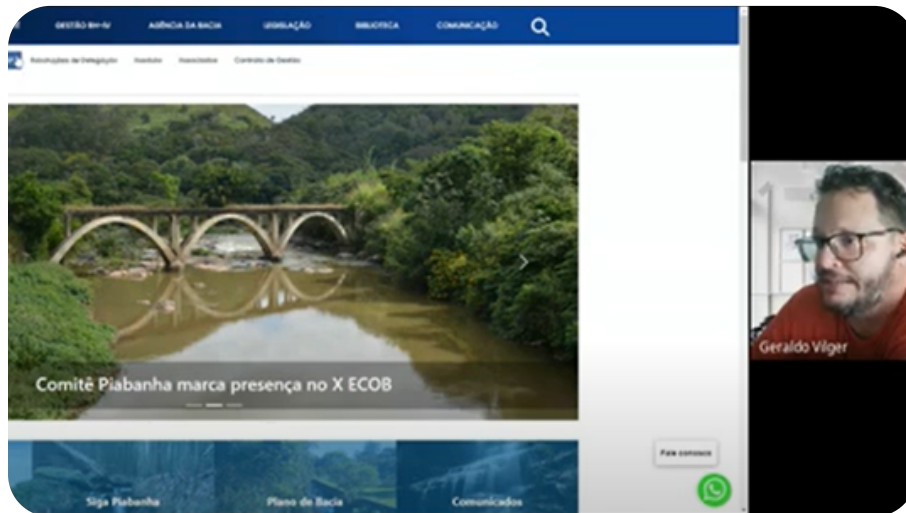 GESTÃO RH-IV AGÊNCIA DA BACIA LEGISLAÇÃO BIBLIOTECA COMUNICAÇÃO
Resoluções de Delegação Instituto Associados Contrato de Gestão
Comitê Piabanha marca presença no X ECOB
Geraldo Vilger
Fale conosco
Siga Piabanha Plano de Bacia Comunicados